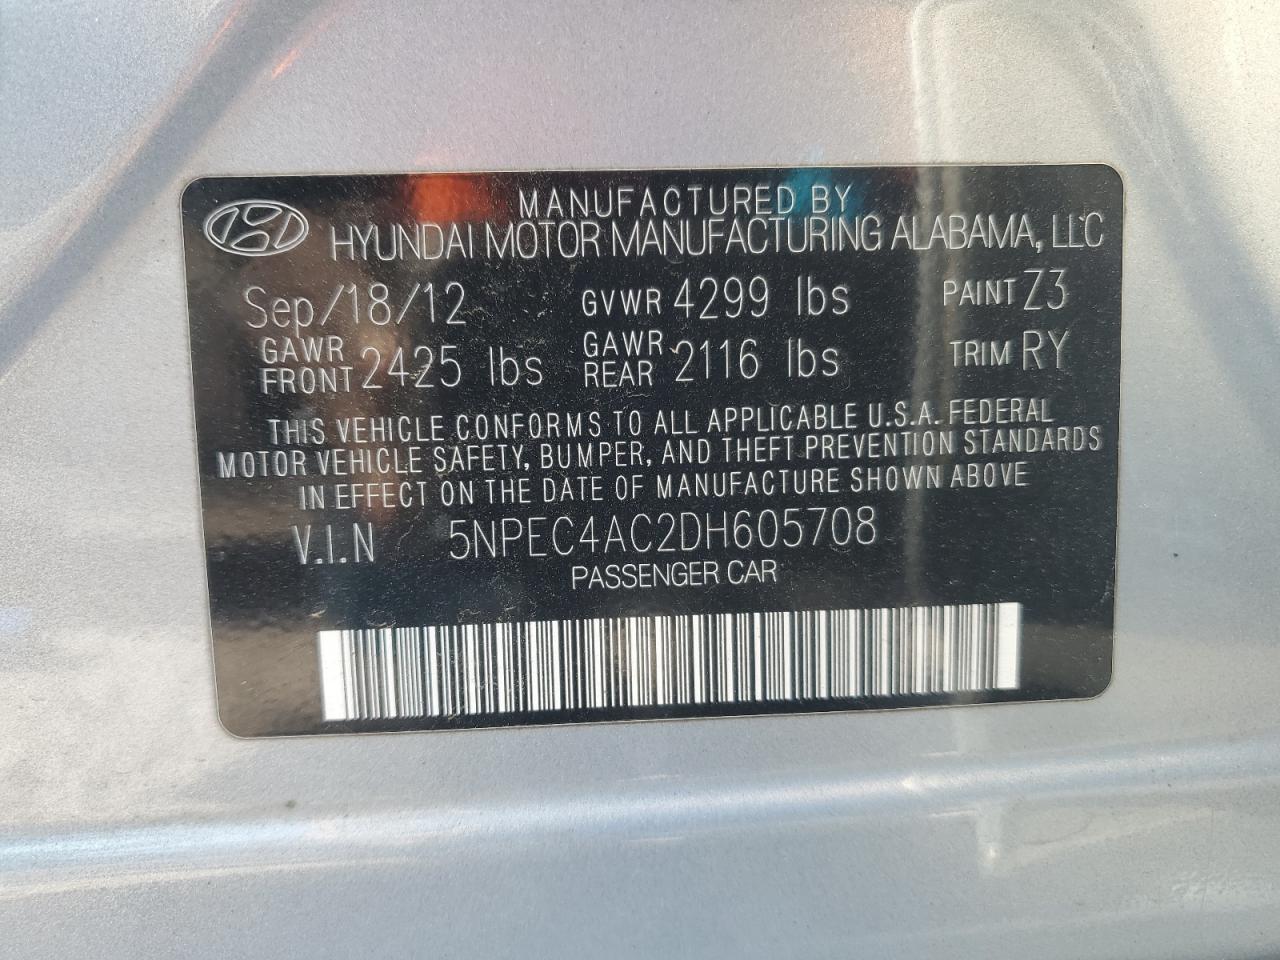 MANUFACTURED BY
HYUNDAI MOTOR MANUFACTURING ALABAMA, LLC
Sep/18/12 GVWR 4299 lbs PAINT Z3
GAWR FRONT 2425 lbs GAWR REAR 2116 lbs TRIM RY
THIS VEHICLE CONFORMS TO ALL APPLICABLE U.S.A. FEDERAL
MOTOR VEHICLE SAFETY, BUMPER, AND THEFT PREVENTION STANDARDS
IN EFFECT ON THE DATE OF MANUFACTURE SHOWN ABOVE
V.I.N 5NPEC4AC2DH605708
PASSENGER CAR